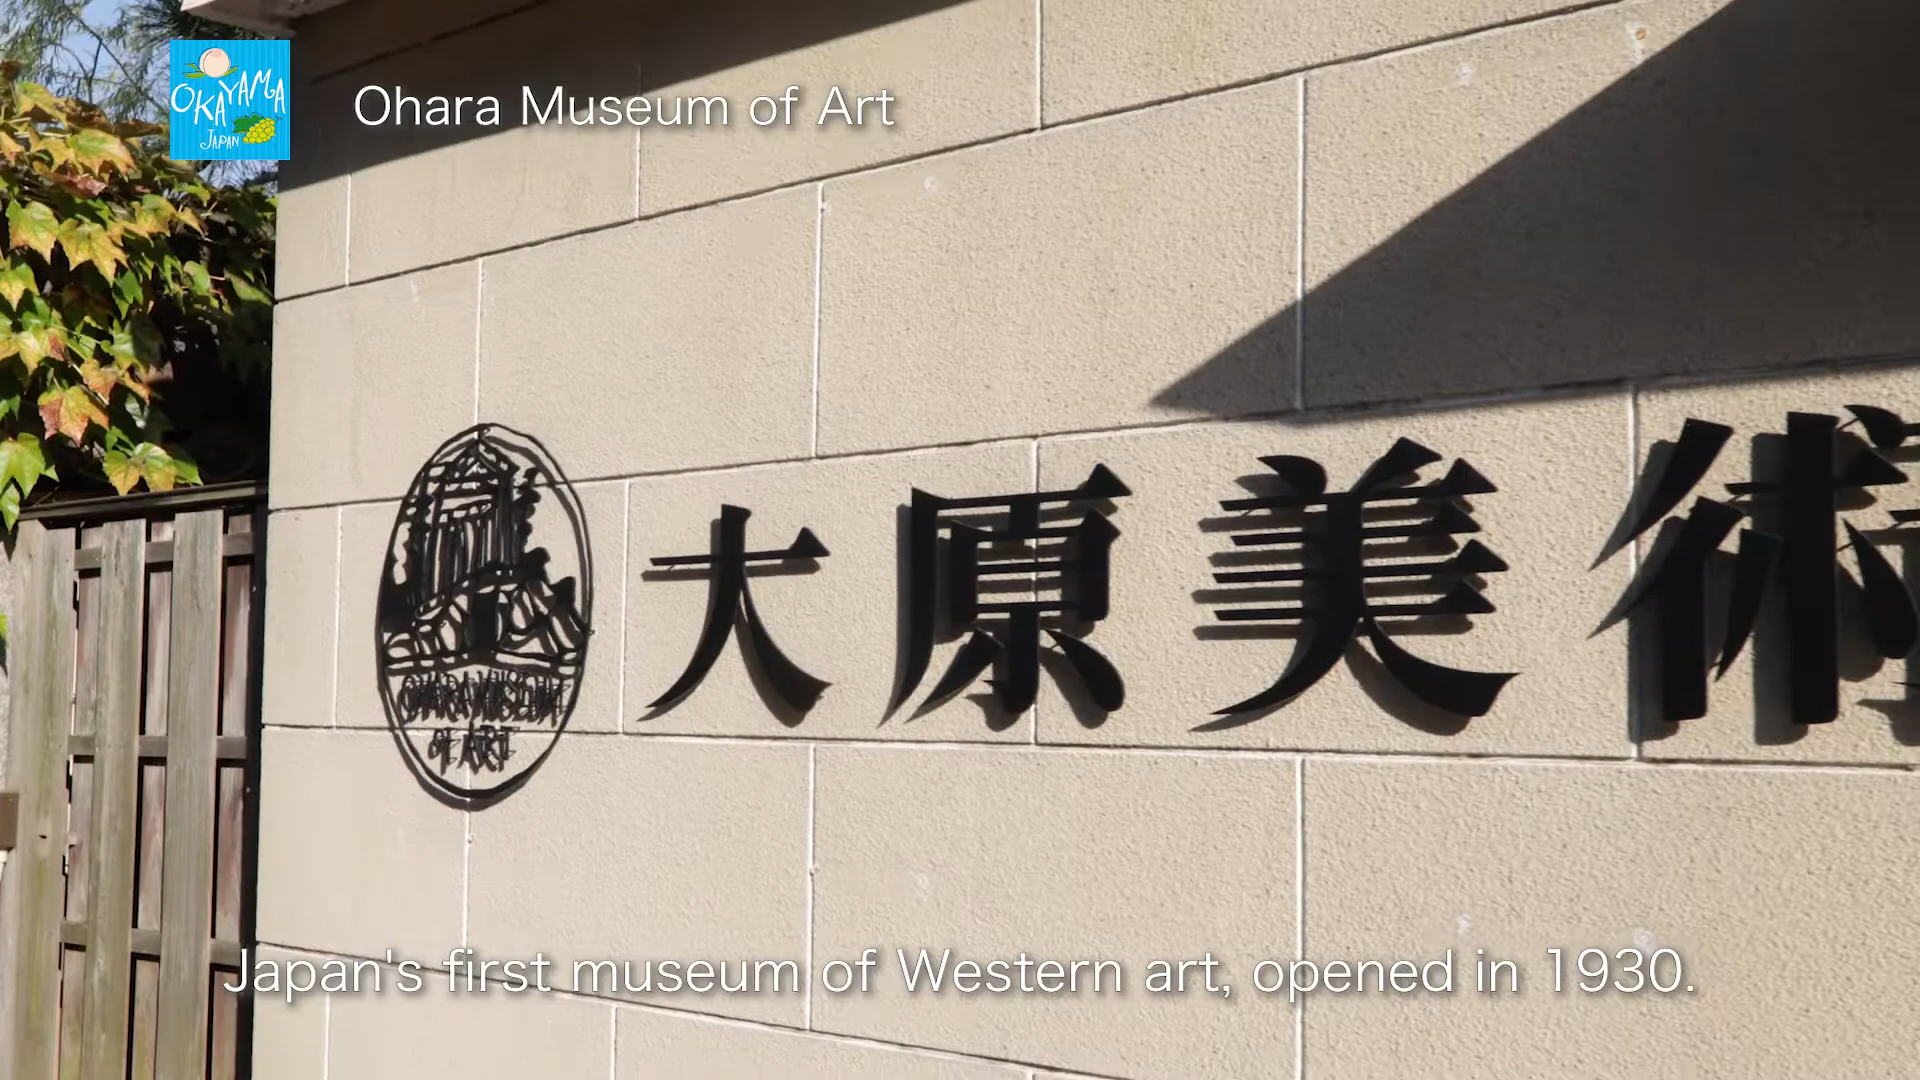 OKAYAMA
JAPAN
Ohara Museum of Art
OHARA MUSEUM
of ART
大原美術
Japan's first museum of Western art, opened in 1930.